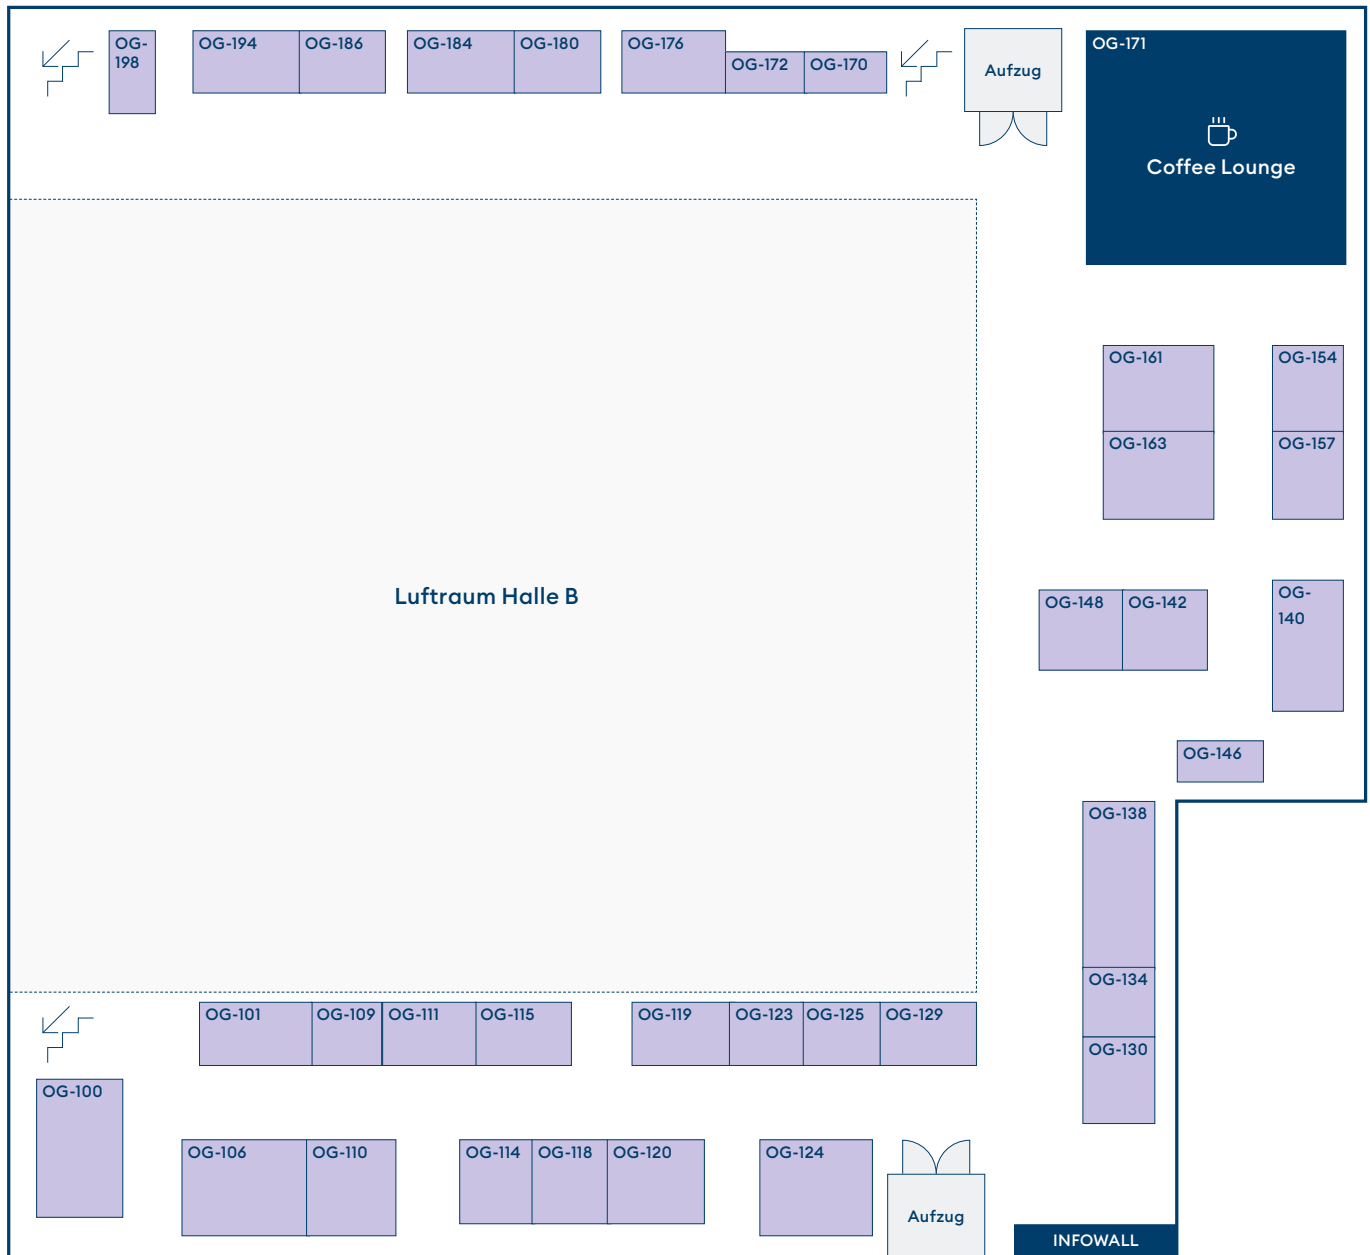 OG-
198
OG-194
OG-186
OG-184
OG-180
OG-176
OG-172
OG-170
Aufzug
OG-171
Coffee Lounge
OG-161
OG-154
OG-163
OG-157
Luftraum Halle B
OG-148
OG-142
OG-
140
OG-146
OG-138
OG-134
OG-130
OG-101
OG-109
OG-111
OG-115
OG-119
OG-123
OG-125
OG-129
OG-100
OG-106
OG-110
OG-114
OG-118
OG-120
OG-124
Aufzug
INFOWALL